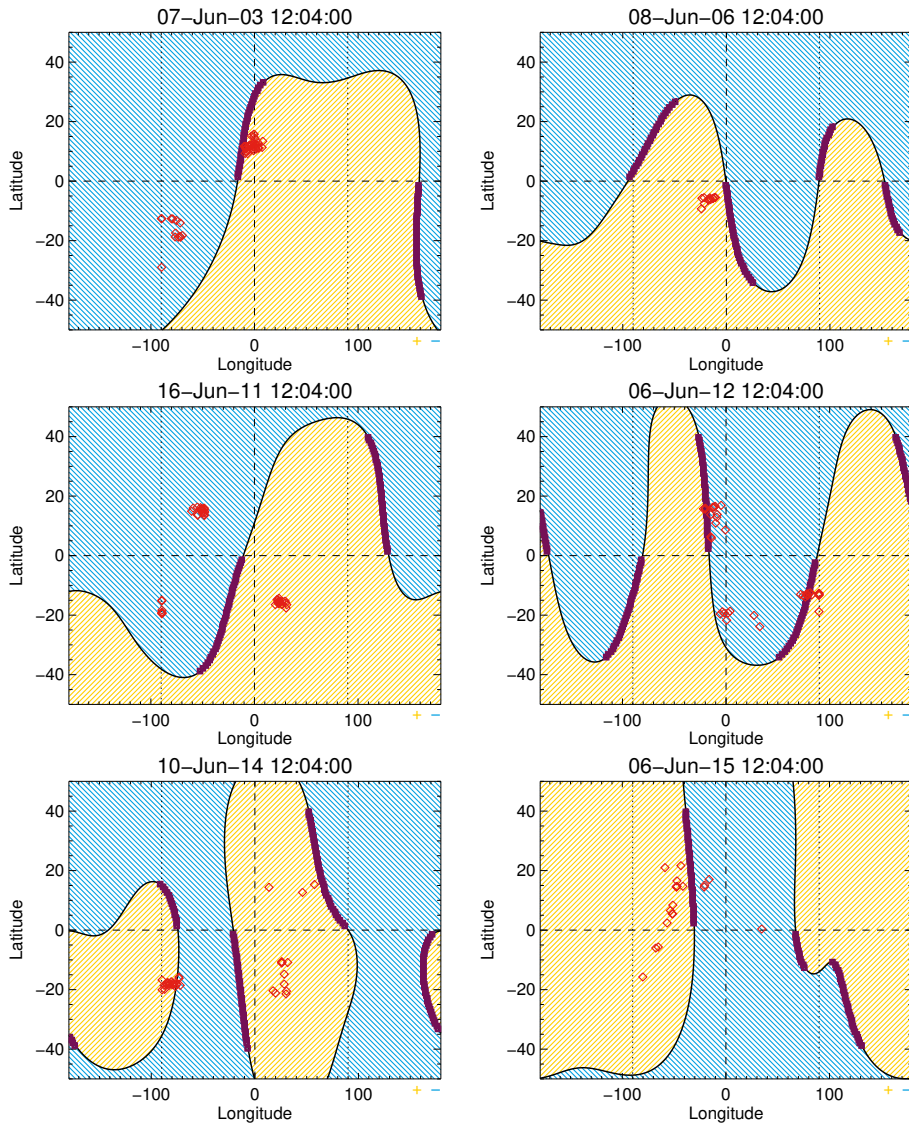 07-Jun-03 12:04:00 08-Jun-06 12:04:00
40 40
20 20
Latitude 0 Latitude 0
-20 -20
-40 -40
-100 0 100 -100 0 100
Longitude + - Longitude + -
16-Jun-11 12:04:00 06-Jun-12 12:04:00
40 40
20 20
Latitude 0 Latitude 0
-20 -20
-40 -40
-100 0 100 -100 0 100
Longitude + - Longitude + -
10-Jun-14 12:04:00 06-Jun-15 12:04:00
40 40
20 20
Latitude 0 Latitude 0
-20 -20
-40 -40
-100 0 100 -100 0 100
Longitude + - Longitude + -